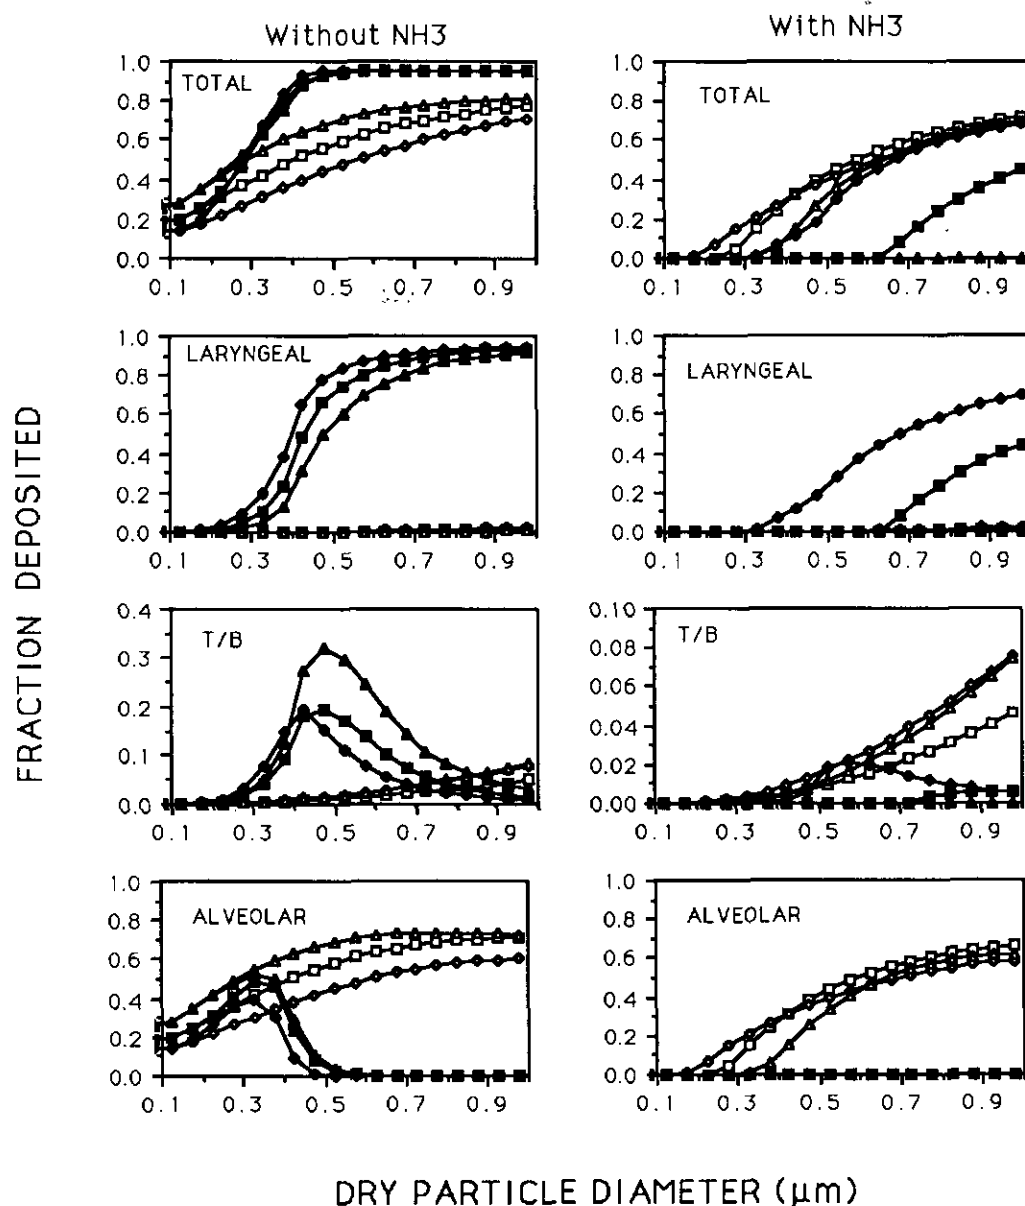 Without NH3
With NH3
FRACTION DEPOSITED
TOTAL
1.0
0.8
0.6
0.4
0.2
0.0
0.1 0.3 0.5 0.7 0.9
TOTAL
1.0
0.8
0.6
0.4
0.2
0.0
0.1 0.3 0.5 0.7 0.9
LARYNGEAL
1.0
0.8
0.6
0.4
0.2
0.0
0.1 0.3 0.5 0.7 0.9
LARYNGEAL
1.0
0.8
0.6
0.4
0.2
0.0
0.1 0.3 0.5 0.7 0.9
T/B
0.4
0.3
0.2
0.1
0.0
0.1 0.3 0.5 0.7 0.9
T/B
0.10
0.08
0.06
0.04
0.02
0.00
0.1 0.3 0.5 0.7 0.9
ALVEOLAR
1.0
0.8
0.6
0.4
0.2
0.0
0.1 0.3 0.5 0.7 0.9
ALVEOLAR
1.0
0.8
0.6
0.4
0.2
0.0
0.1 0.3 0.5 0.7 0.9
DRY PARTICLE DIAMETER (µm)